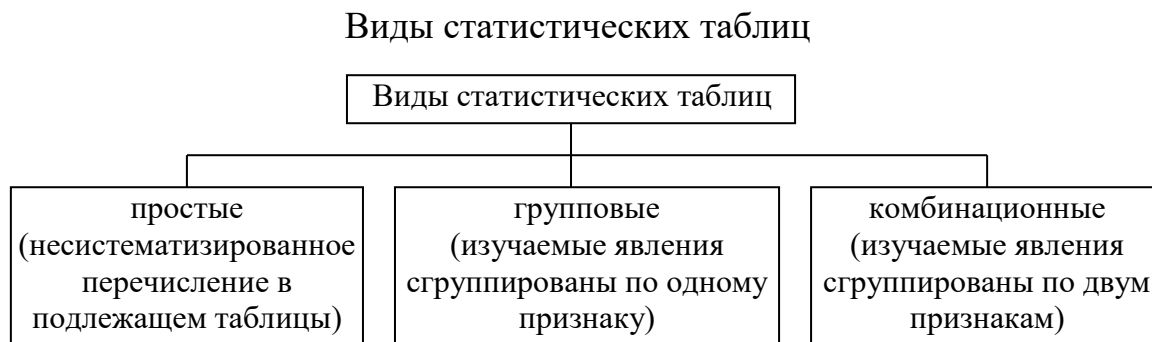 Виды статистических таблиц
Виды статистических таблиц
простые
(несистематизированное
перечисление в
подлежащем таблицы)
групповые
(изучаемые явления
сгруппированы по одному
признаку)
комбинационные
(изучаемые явления
сгруппированы по двум
признакам)